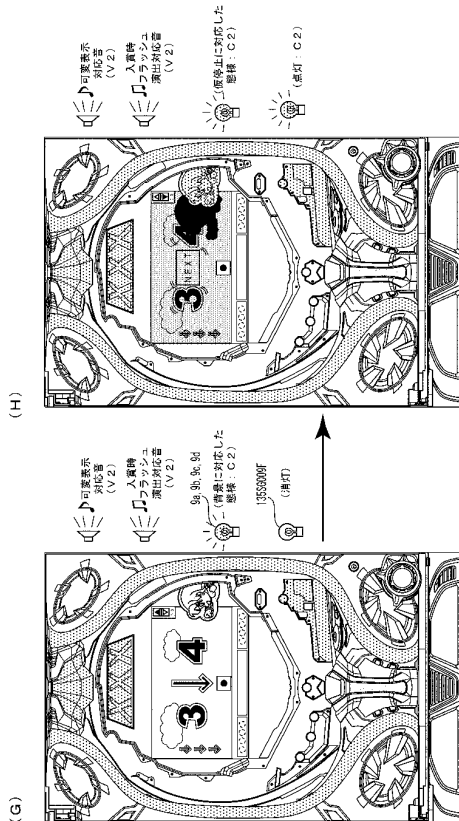 (G)
♪可変表示
対応音
(V2)
♫入賞時
フラッシュ
演出対応音
(V2)
9a, 9b, 9c, 9d
(背景に対応した
態様:C2)
135SG009F
(消灯)
3
↓
4
(H)
♪可変表示
対応音
(V2)
♫入賞時
フラッシュ
演出対応音
(V2)
(仮停止に対応した
態様:C2)
(点灯:C2)
3
NEXT
4